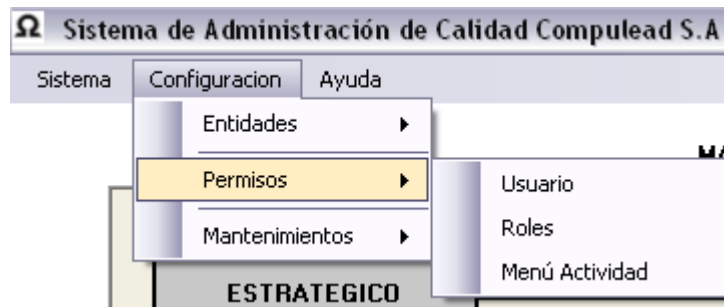 Ω Sistema de Administración de Calidad Compulead S.A
Sistema Configuracion Ayuda
Entidades
Permisos
Usuario
Roles
Mantenimientos
Menú Actividad
ESTRATEGICO